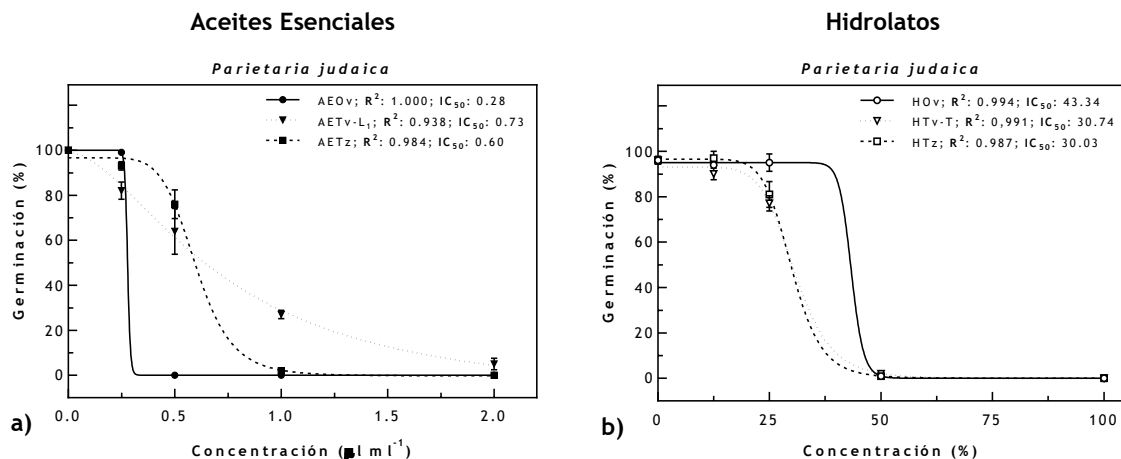 Aceites Esenciales
Parietaria judaica
AEOv; R²: 1.000; IC₅₀: 0.28
AETv-L₁; R²: 0.938; IC₅₀: 0.73
AETz; R²: 0.984; IC₅₀: 0.60
Germinación (%)
100
80
60
40
20
0
0.0 0.5 1.0 1.5 2.0
a)
Concentración (l ml⁻¹)
Hidrolatos
Parietaria judaica
HOv; R²: 0.994; IC₅₀: 43.34
HTv-T; R²: 0,991; IC₅₀: 30.74
HTz; R²: 0.987; IC₅₀: 30.03
Germinación (%)
100
80
60
40
20
0
0 25 50 75 100
b)
Concentración (%)